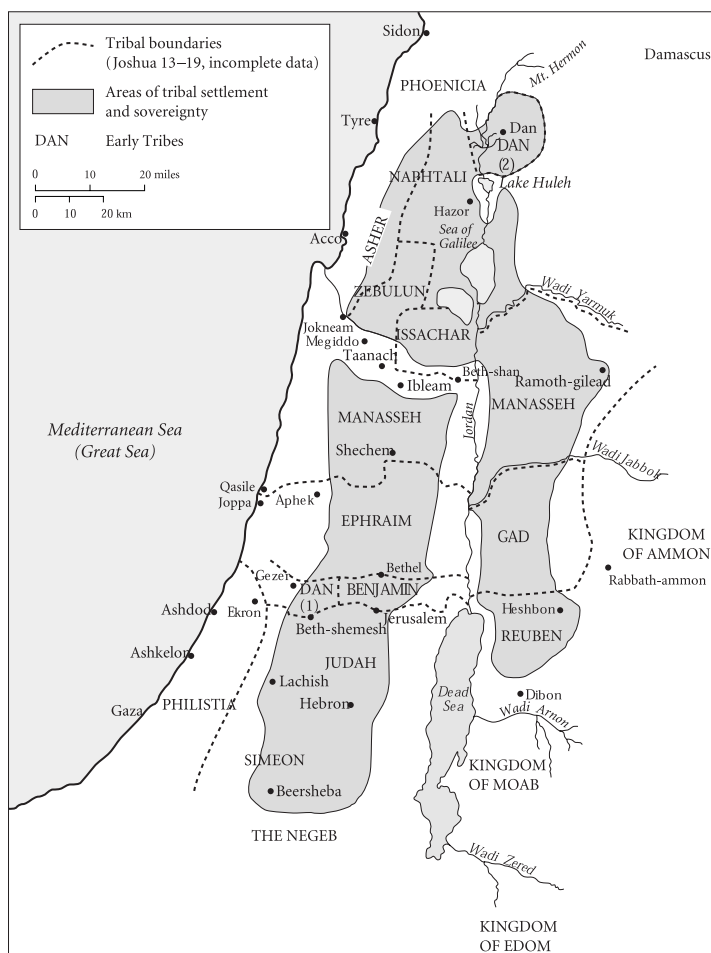 Tribal boundaries
(Joshua 13–19, incomplete data)
Areas of tribal settlement
and sovereignty
DAN
Early Tribes
0 10 20 miles
0 10 20 km
Sidon
Damascus
Mt. Hermon
PHOENICIA
Tyre
Dan
DAN
(2)
NAPHTALI
Lake Huleh
Hazor
Sea of
Galilee
ASHER
Acco
Wadi Yarmuk
ZEBULUN
Jokneam
ISSACHAR
Megiddo
Taanach
Ibleam
Beth-shan
Ramoth-gilead
MANASSEH
MANASSEH
Jordan
Mediterranean Sea
(Great Sea)
Shechem
Wadi Jabbok
Qasile
Joppa
Aphek
EPHRAIM
GAD
KINGDOM
OF AMMON
Rabbath-ammon
Gezer
Bethel
DAN
(1)
BENJAMIN
Ashdod
Ekron
Beth-shemesh
Jerusalem
Heshbon
REUBEN
Ashkelon
JUDAH
Lachish
Hebron
Dead
Sea
Dibon
Wadi Arnon
Gaza
PHILISTIA
SIMEON
Beersheba
KINGDOM
OF MOAB
THE NEGEB
Wadi Zered
KINGDOM
OF EDOM